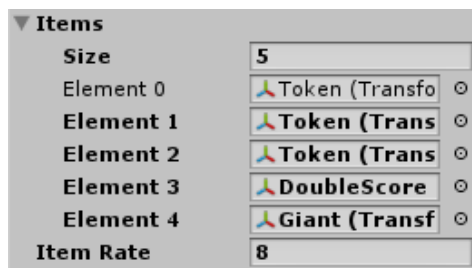 Items
Size 5
Element 0 Token (Transfo
Element 1 Token (Trans
Element 2 Token (Trans
Element 3 DoubleScore
Element 4 Giant (Transf
Item Rate 8